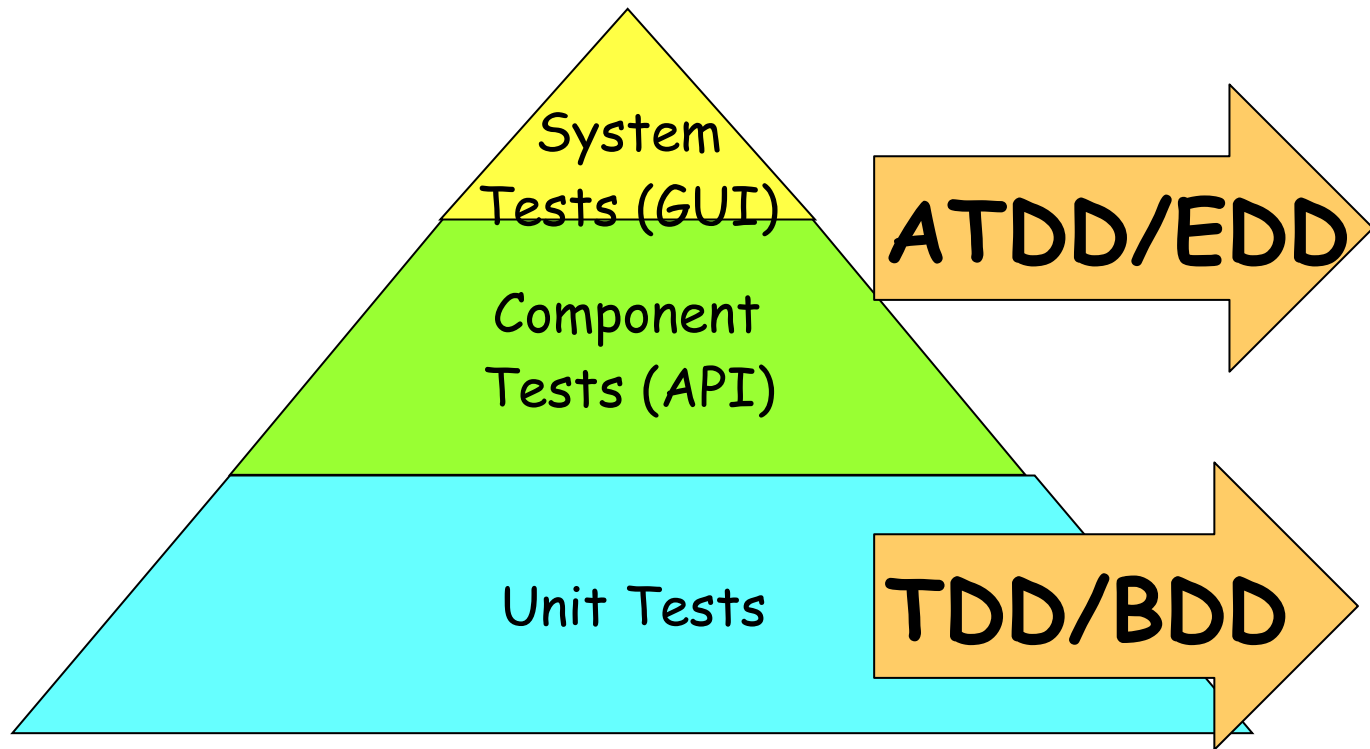 System
Tests (GUI)
ATDD/EDD
Component
Tests (API)
Unit Tests
TDD/BDD